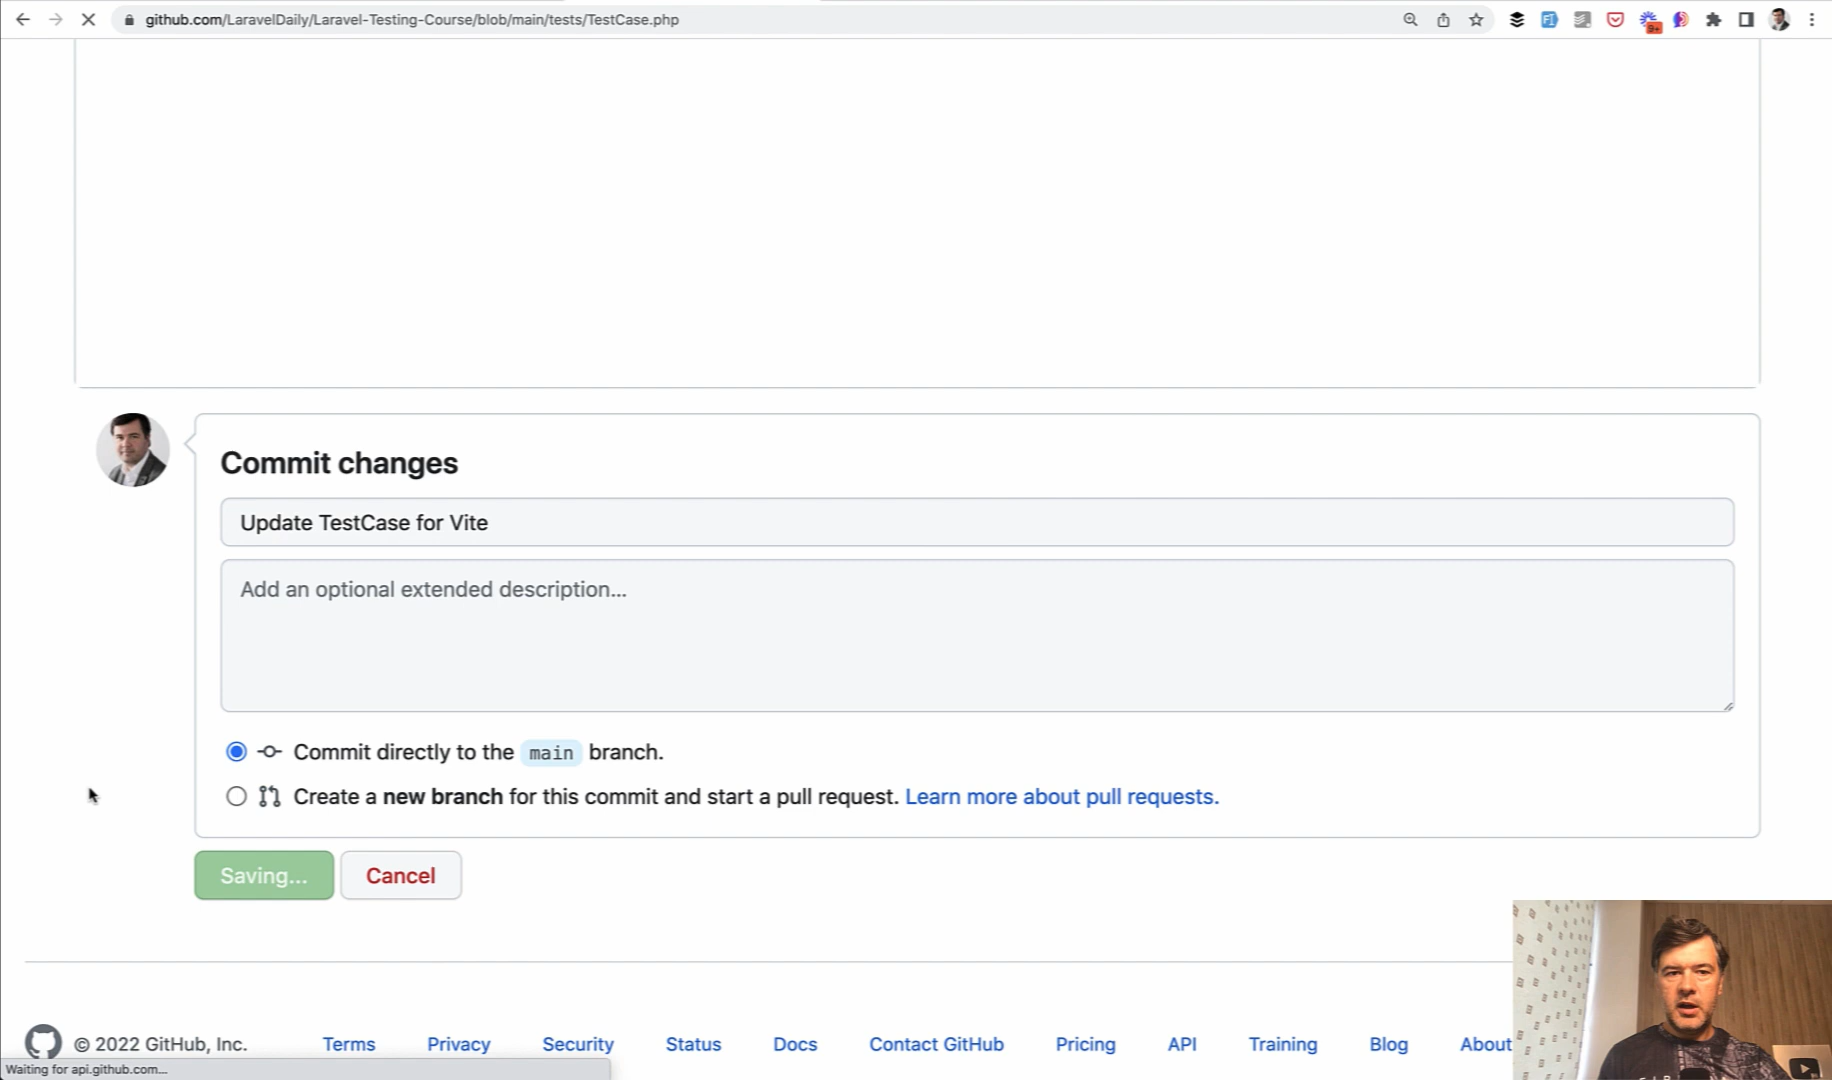 github.com/LaravelDaily/Laravel-Testing-Course/blob/main/tests/TestCase.php
9+
Commit changes
Update TestCase for Vite
Add an optional extended description...
Commit directly to the main branch.
Create a new branch for this commit and start a pull request. Learn more about pull requests.
Saving... Cancel
© 2022 GitHub, Inc. Terms Privacy Security Status Docs Contact GitHub Pricing API Training Blog About
Waiting for api.github.com...